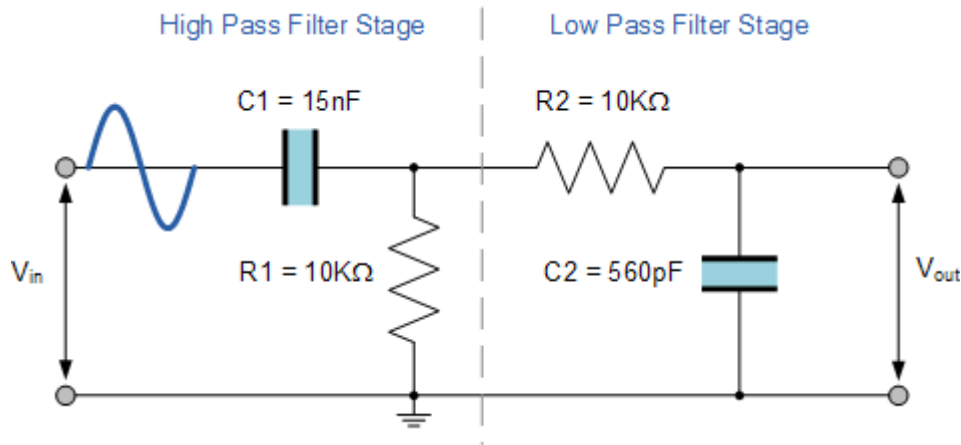 High Pass Filter Stage
Low Pass Filter Stage
C1 = 15nF
R2 = 10KΩ
R1 = 10KΩ
C2 = 560pF
Vin
Vout